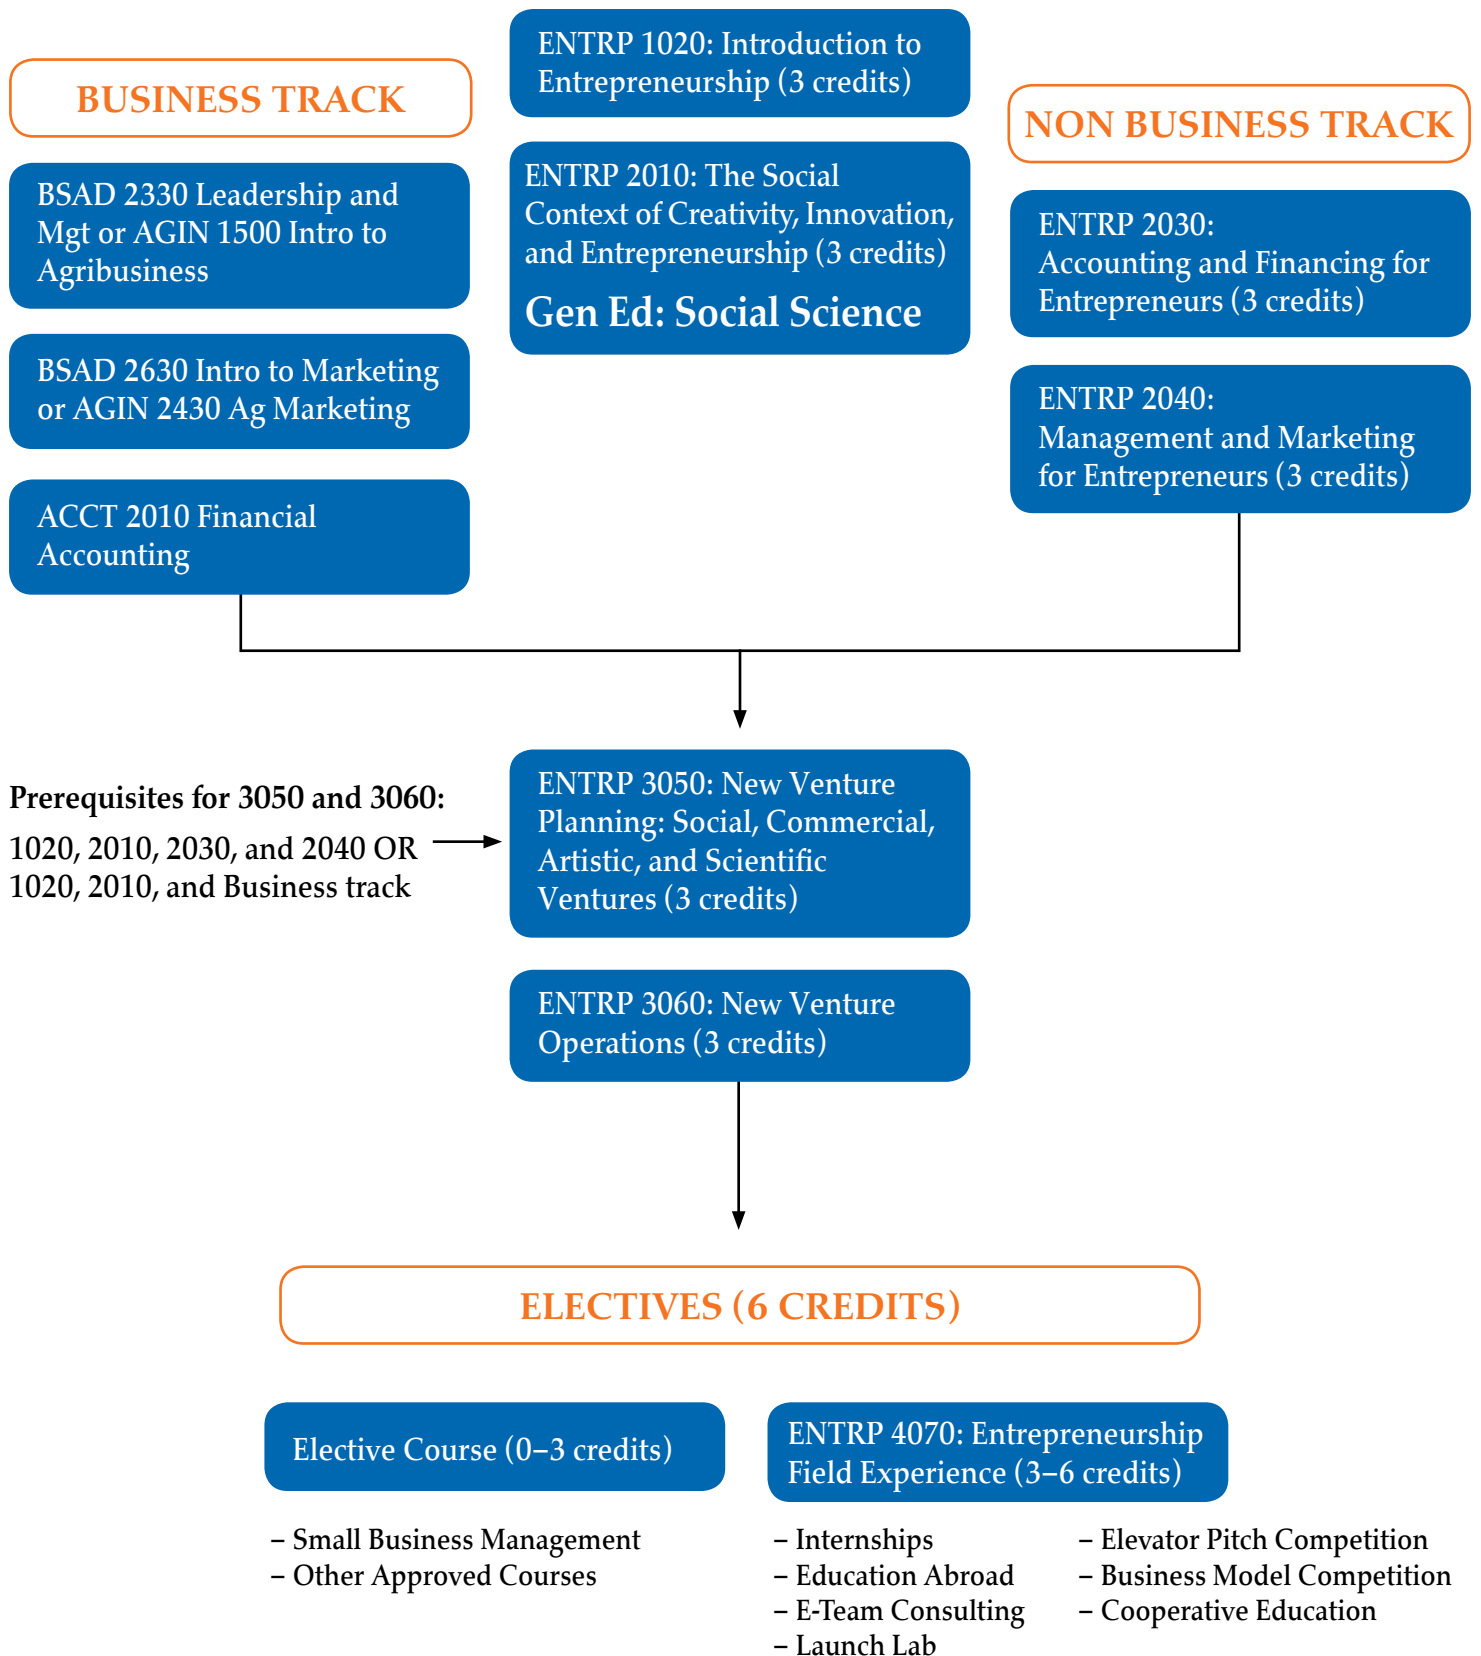 BUSINESS TRACK
BSAD 2330 Leadership and
Mgt or AGIN 1500 Intro to
Agribusiness
BSAD 2630 Intro to Marketing
or AGIN 2430 Ag Marketing
ACCT 2010 Financial
Accounting
ENTRP 1020: Introduction to
Entrepreneurship (3 credits)
ENTRP 2010: The Social
Context of Creativity, Innovation,
and Entrepreneurship (3 credits)
Gen Ed: Social Science
NON BUSINESS TRACK
ENTRP 2030:
Accounting and Financing for
Entrepreneurs (3 credits)
ENTRP 2040:
Management and Marketing
for Entrepreneurs (3 credits)
Prerequisites for 3050 and 3060:
1020, 2010, 2030, and 2040 OR
1020, 2010, and Business track
ENTRP 3050: New Venture
Planning: Social, Commercial,
Artistic, and Scientific
Ventures (3 credits)
ENTRP 3060: New Venture
Operations (3 credits)
ELECTIVES (6 CREDITS)
Elective Course (0–3 credits)
– Small Business Management
– Other Approved Courses
ENTRP 4070: Entrepreneurship
Field Experience (3–6 credits)
– Internships
– Education Abroad
– E-Team Consulting
– Launch Lab
– Elevator Pitch Competition
– Business Model Competition
– Cooperative Education